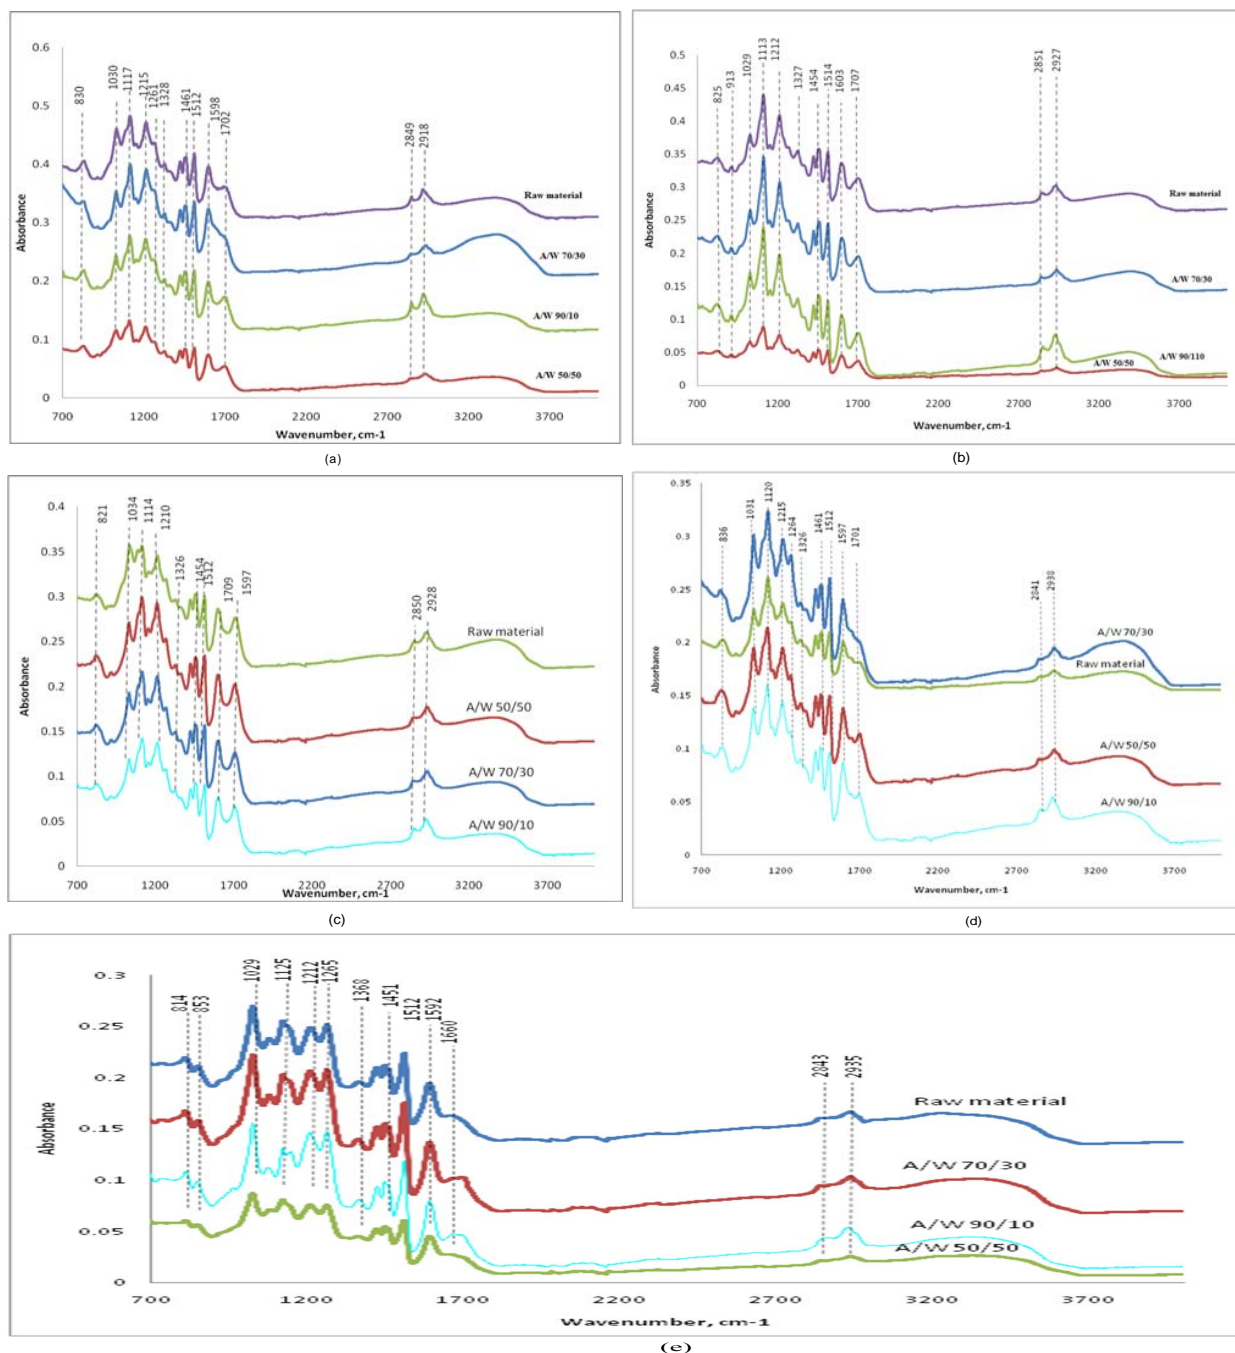 830
1030
1117
1215
1261
1328
1461
1512
1598
1702
2849
2918
0.6
0.5
0.4
0.3
0.2
0.1
0
Absorbance
Raw material
A/W 70/30
A/W 90/10
A/W 50/50
700 1200 1700 2200 2700 3200 3700
Wavenumber, cm-1
(a)
825
913
1029
1113
1212
1327
1454
1514
1603
1707
2851
2927
0.5
0.45
0.4
0.35
0.3
0.25
0.2
0.15
0.1
0.05
0
Absorbance
Raw material
A/W 70/30
A/W 90/110
A/W 50/50
700 1200 1700 2200 2700 3200 3700
Wavenumber, cm-1
(b)
821
1034
1114
1210
1326
1454
1512
1709
1597
2850
2928
0.4
0.35
0.3
0.25
0.2
0.15
0.1
0.05
0
Absorbance
Raw material
A/W 50/50
A/W 70/30
A/W 90/10
700 1200 1700 2200 2700 3200 3700
Wavenumber, cm-1
(c)
836
1031
1120
1215
1264
1326
1461
1512
1597
1701
2841
2938
0.35
0.3
0.25
0.2
0.15
0.1
0.05
0
Absorbance
A/W 70/30
Raw material
A/W 50/50
A/W 90/10
700 1200 1700 2200 2700 3200 3700
Wavenumber, cm-1
(d)
814
853
1029
1125
1212
1265
1368
1451
1512
1592
1660
2843
2935
0.3
0.25
0.2
0.15
0.1
0.05
0
Absorbance
Raw material
A/W 70/30
A/W 90/10
A/W 50/50
700 1200 1700 2200 2700 3200 3700
Wavenumber, cm-1
(e)